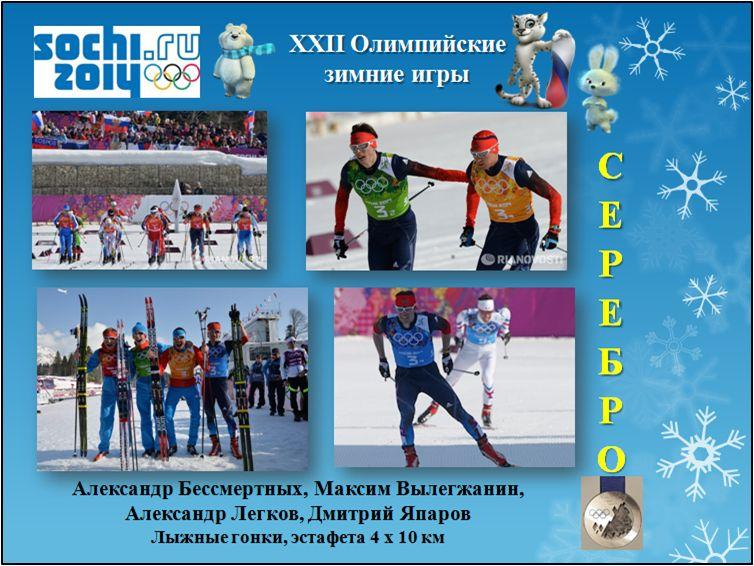 sochi.ru
2014
XXII Олимпийские
зимние игры
СЕРЕБРО
RIANOVOSTI
Александр Бессмертных, Максим Вылегжанин,
Александр Легков, Дмитрий Япаров
Лыжные гонки, эстафета 4 х 10 км